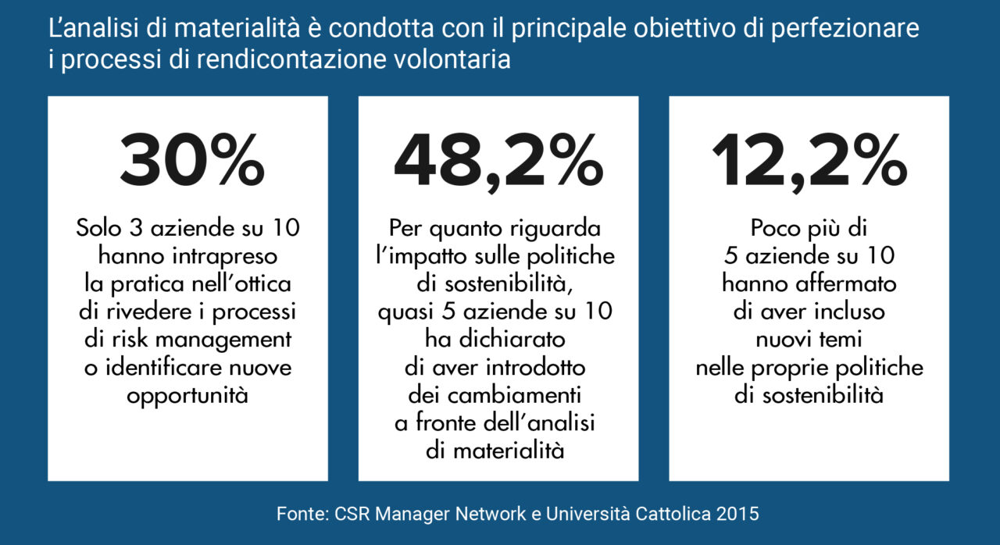 L’analisi di materialità è condotta con il principale obiettivo di perfezionare
i processi di rendicontazione volontaria
30%
Solo 3 aziende su 10
hanno intrapreso
la pratica nell’ottica
di rivedere i processi
di risk management
o identificare nuove
opportunità
48,2%
Per quanto riguarda
l’impatto sulle politiche
di sostenibilità,
quasi 5 aziende su 10
ha dichiarato
di aver introdotto
dei cambiamenti
a fronte dell’analisi
di materialità
12,2%
Poco più di
5 aziende su 10
hanno affermato
di aver incluso
nuovi temi
nelle proprie politiche
di sostenibilità
Fonte: CSR Manager Network e Università Cattolica 2015